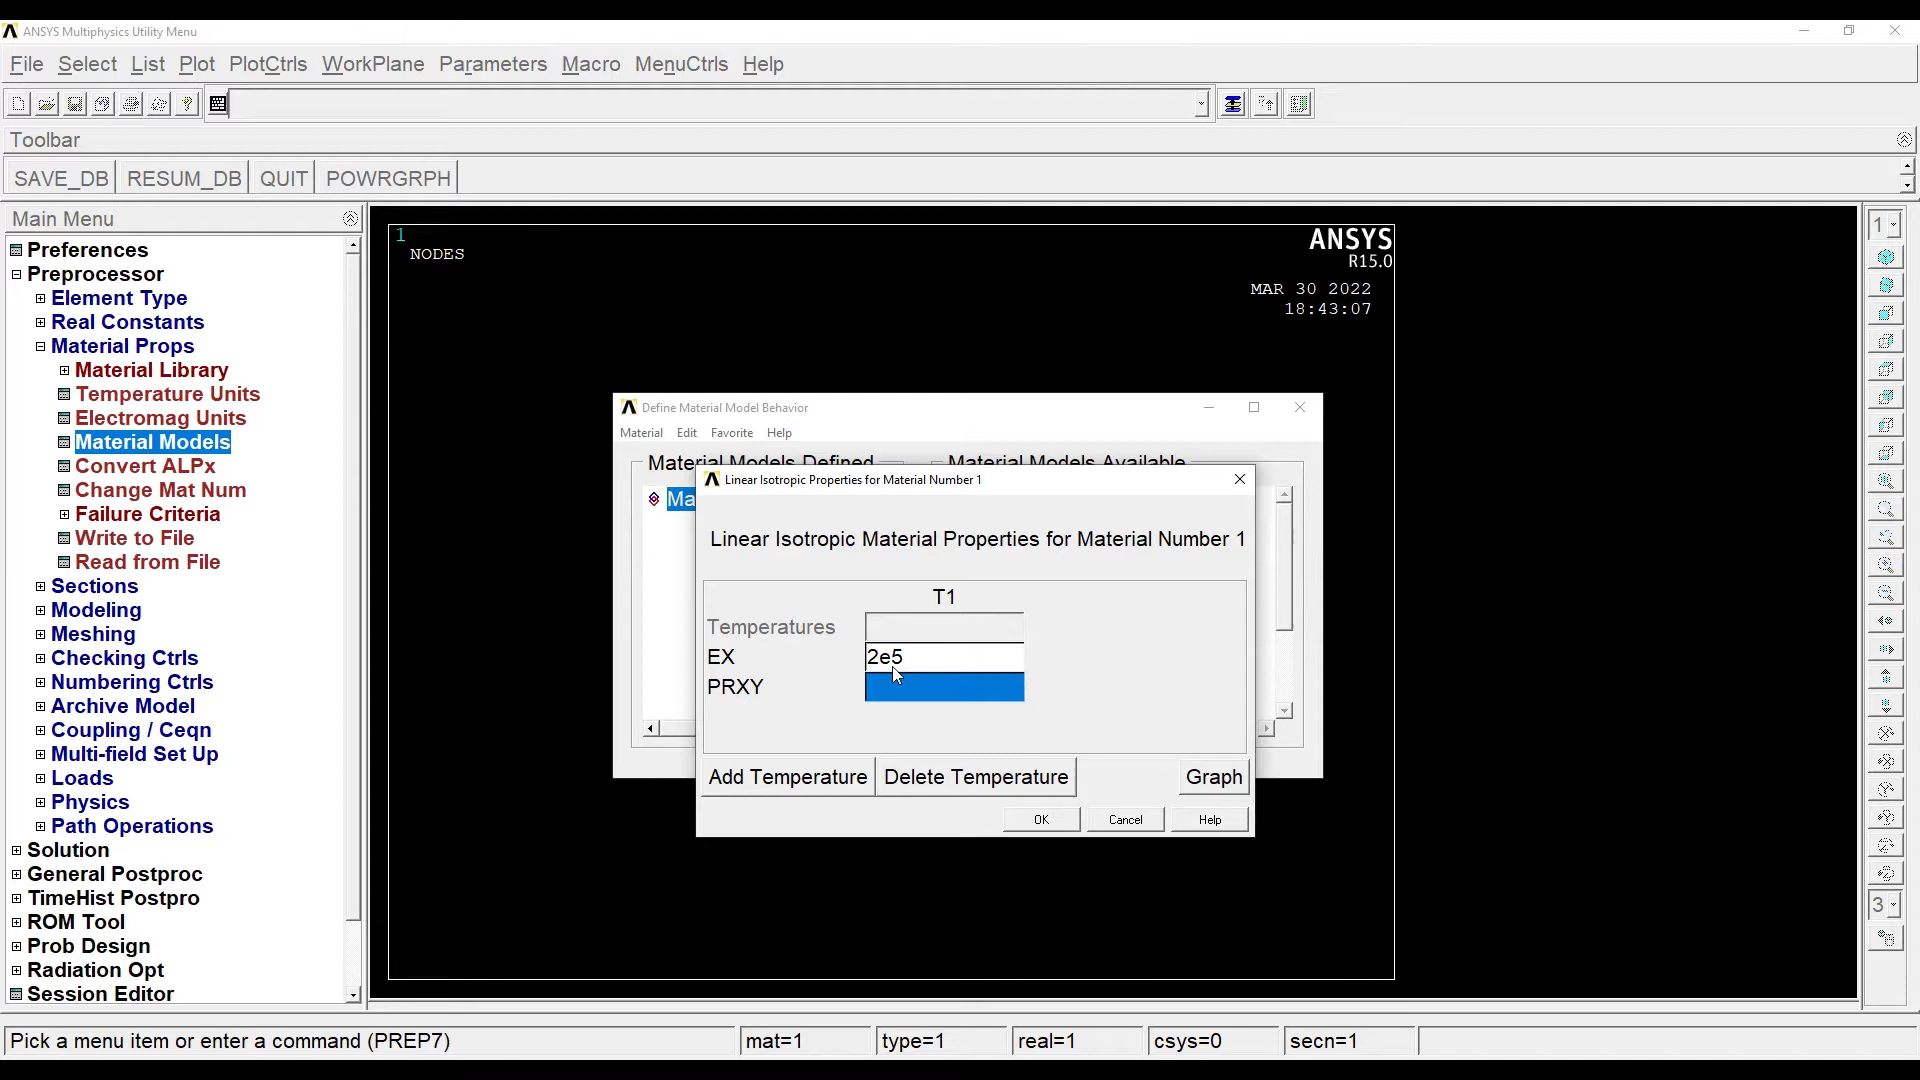 ANSYS Multiphysics Utility Menu
File Select List Plot PlotCtrls WorkPlane Parameters Macro MenuCtrls Help
Toolbar
SAVE_DB RESUM_DB QUIT POWRGRPH
Main Menu
Preferences
Preprocessor
Element Type
Real Constants
Material Props
Material Library
Temperature Units
Electromag Units
Material Models
Convert ALPx
Change Mat Num
Failure Criteria
Write to File
Read from File
Sections
Modeling
Meshing
Checking Ctrls
Numbering Ctrls
Archive Model
Coupling / Ceqn
Multi-field Set Up
Loads
Physics
Path Operations
Solution
General Postproc
TimeHist Postpro
ROM Tool
Prob Design
Radiation Opt
Session Editor
1
NODES
ANSYS
R15.0
MAR 30 2022
18:43:07
Define Material Model Behavior
Material Edit Favorite Help
Material Models Defined Material Models Available
Ma
Linear Isotropic Properties for Material Number 1
Linear Isotropic Material Properties for Material Number 1
T1
Temperatures
EX 2e5
PRXY
Add Temperature Delete Temperature Graph
OK Cancel Help
1
3
Pick a menu item or enter a command (PREP7) mat=1 type=1 real=1 csys=0 secn=1